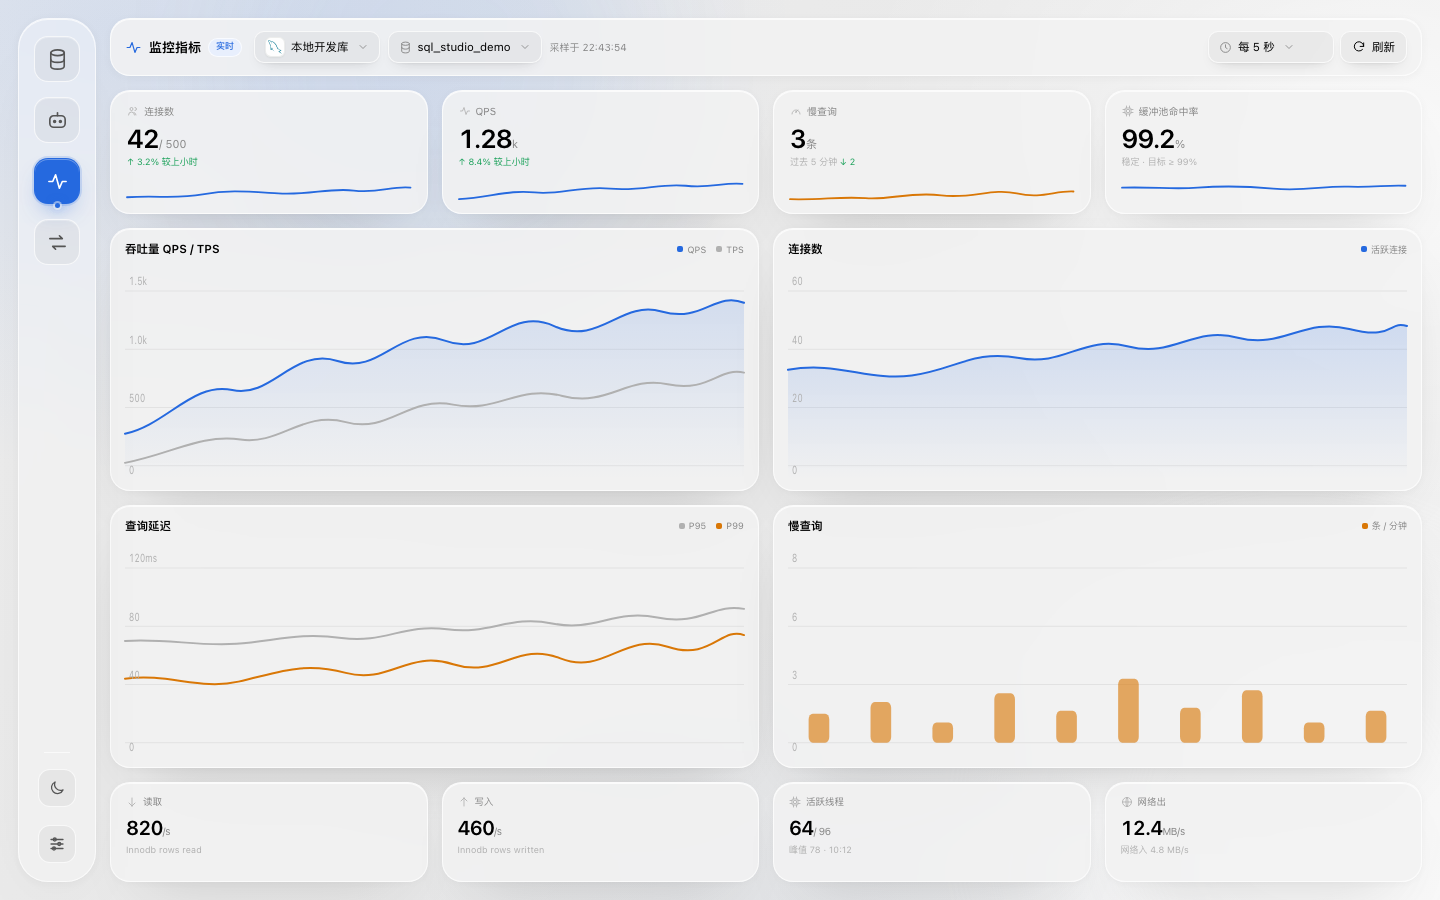 监控指标 实时 本地开发库 sql_studio_demo 采样于 22:43:54 每 5 秒 刷新
连接数
42 / 500
↑ 3.2% 较上小时
QPS
1.28k
↑ 8.4% 较上小时
慢查询
3条
过去 5 分钟 ↓ 2
缓冲池命中率
99.2%
稳定 · 目标 ≥ 99%
吞吐量 QPS / TPS
QPS TPS
1.5k
1.0k
500
0
连接数
活跃连接
60
40
20
0
查询延迟
P95 P99
120ms
80
40
0
慢查询
条 / 分钟
8
6
3
0
读取
820/s
Innodb rows read
写入
460/s
Innodb rows written
活跃线程
64 / 96
峰值 78 · 10:12
网络出
12.4MB/s
网络入 4.8 MB/s